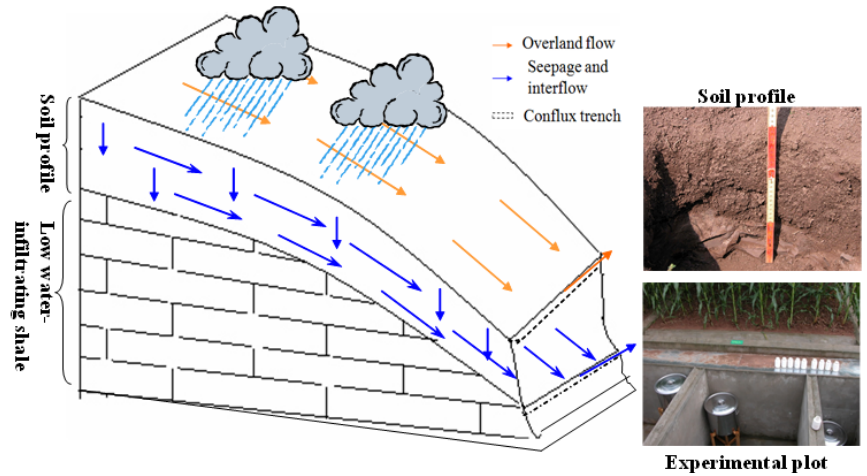 Overland flow
Seepage and
interflow
Conflux trench
Soil profile
Low water-
infiltrating shale
Soil profile
Experimental plot